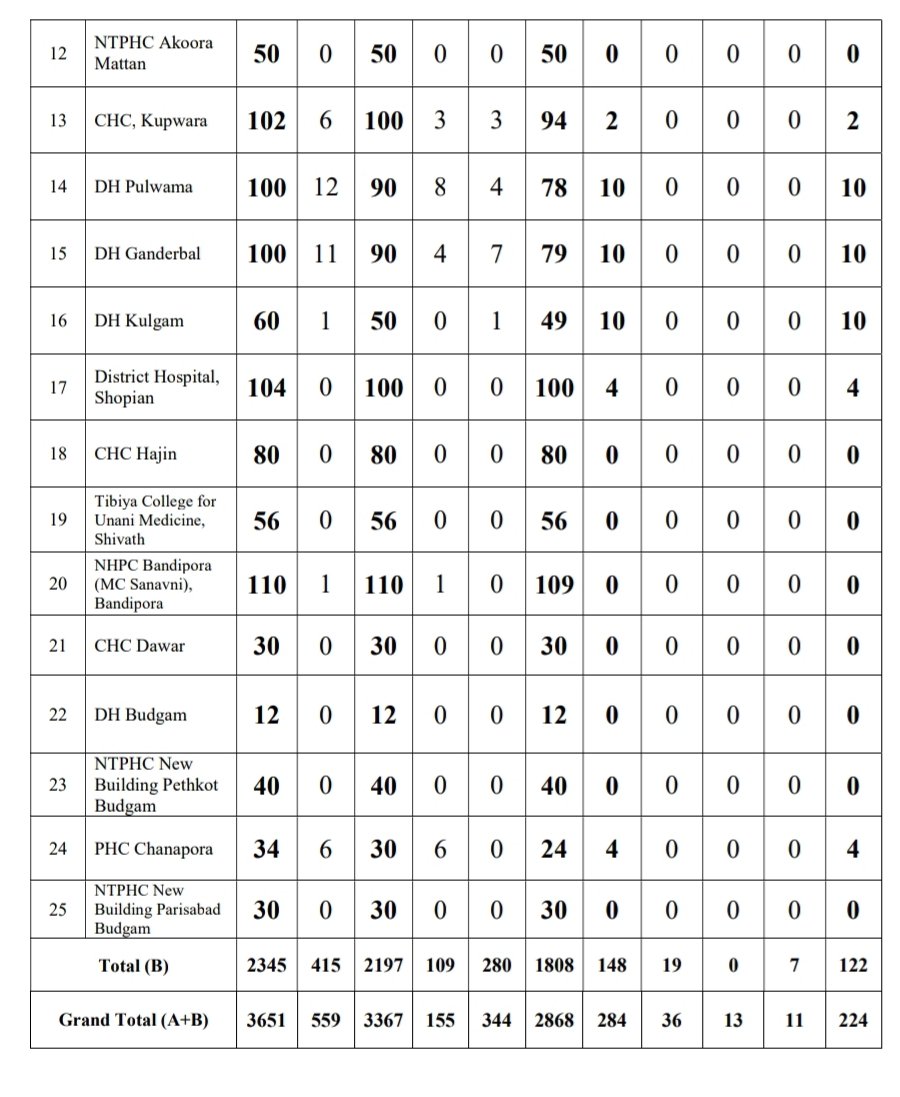 12 NTPHC Akoora Mattan 50 0 50 0 0 50 0 0 0 0 0
13 CHC, Kupwara 102 6 100 3 3 94 2 0 0 0 2
14 DH Pulwama 100 12 90 8 4 78 10 0 0 0 10
15 DH Ganderbal 100 11 90 4 7 79 10 0 0 0 10
16 DH Kulgam 60 1 50 0 1 49 10 0 0 0 10
17 District Hospital, Shopian 104 0 100 0 0 100 4 0 0 0 4
18 CHC Hajin 80 0 80 0 0 80 0 0 0 0 0
19 Tibiya College for Unani Medicine, Shivath 56 0 56 0 0 56 0 0 0 0 0
20 NHPC Bandipora (MC Sanavni), Bandipora 110 1 110 1 0 109 0 0 0 0 0
21 CHC Dawar 30 0 30 0 0 30 0 0 0 0 0
22 DH Budgam 12 0 12 0 0 12 0 0 0 0 0
23 NTPHC New Building Pethkot Budgam 40 0 40 0 0 40 0 0 0 0 0
24 PHC Chanapora 34 6 30 6 0 24 4 0 0 0 4
25 NTPHC New Building Parisabad Budgam 30 0 30 0 0 30 0 0 0 0 0
Total (B) 2345 415 2197 109 280 1808 148 19 0 7 122
Grand Total (A+B) 3651 559 3367 155 344 2868 284 36 13 11 224